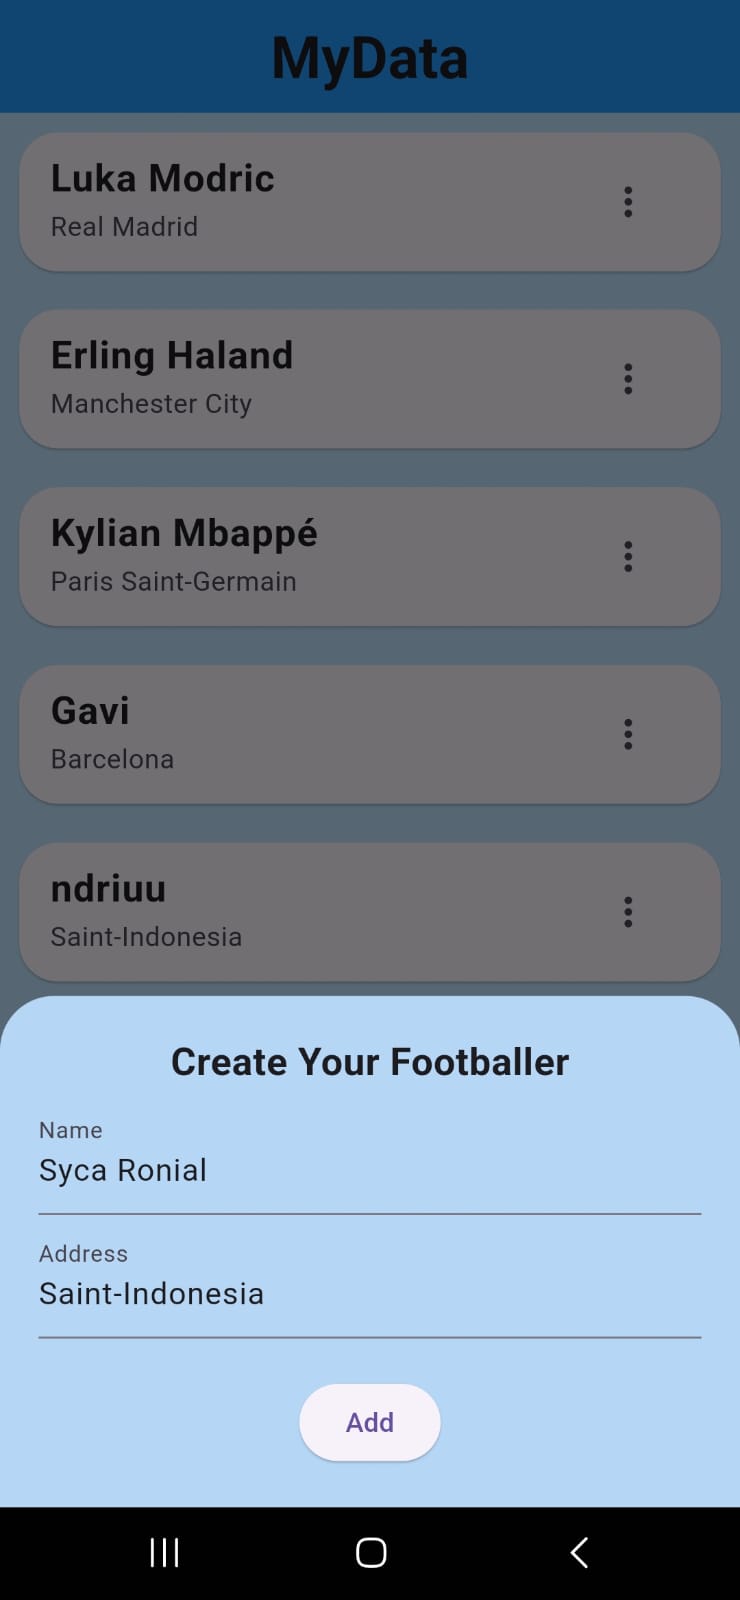 MyData
Luka Modric
Real Madrid
Erling Haland
Manchester City
Kylian Mbappé
Paris Saint-Germain
Gavi
Barcelona
ndriuu
Saint-Indonesia
Create Your Footballer
Name
Syca Ronial
Address
Saint-Indonesia
Add